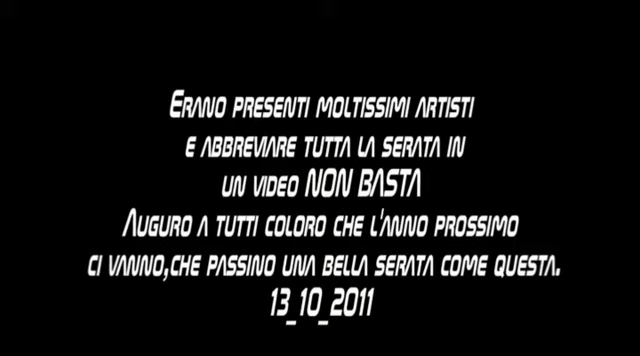 Erano presenti moltissimi artisti
e abbreviare tutta la serata in
un video NON BASTA
Auguro a tutti coloro che l'anno prossimo
ci vanno,che passino una bella serata come questa.
13_10_2011